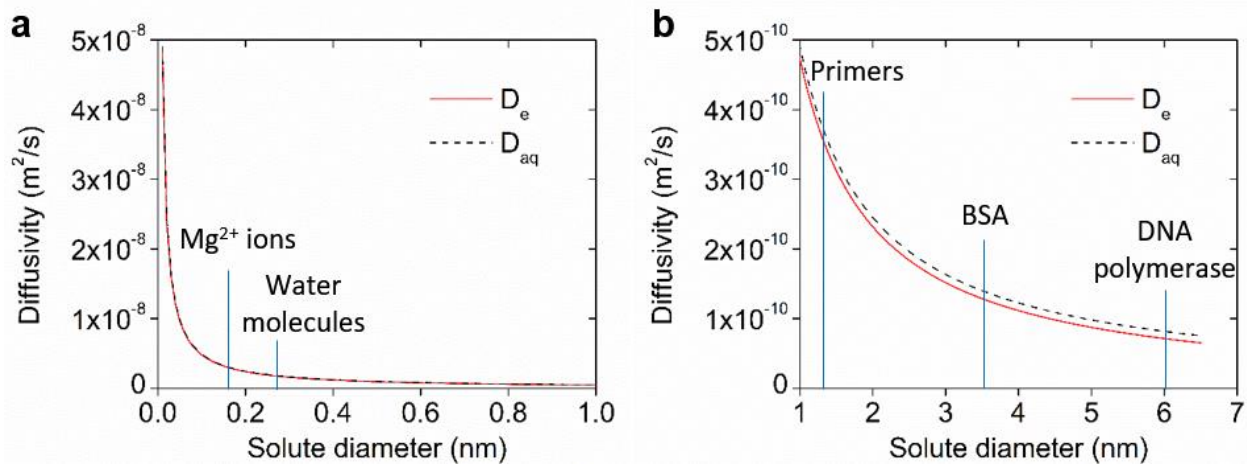 a
5x10⁻⁸
4x10⁻⁸
3x10⁻⁸
2x10⁻⁸
1x10⁻⁸
0
Diffusivity (m²/s)
Dₑ
D_aq
Mg²⁺ ions
Water
molecules
0.0 0.2 0.4 0.6 0.8 1.0
Solute diameter (nm)
b
5x10⁻¹⁰
4x10⁻¹⁰
3x10⁻¹⁰
2x10⁻¹⁰
1x10⁻¹⁰
0
Diffusivity (m²/s)
Primers
Dₑ
D_aq
BSA
DNA
polymerase
1 2 3 4 5 6 7
Solute diameter (nm)